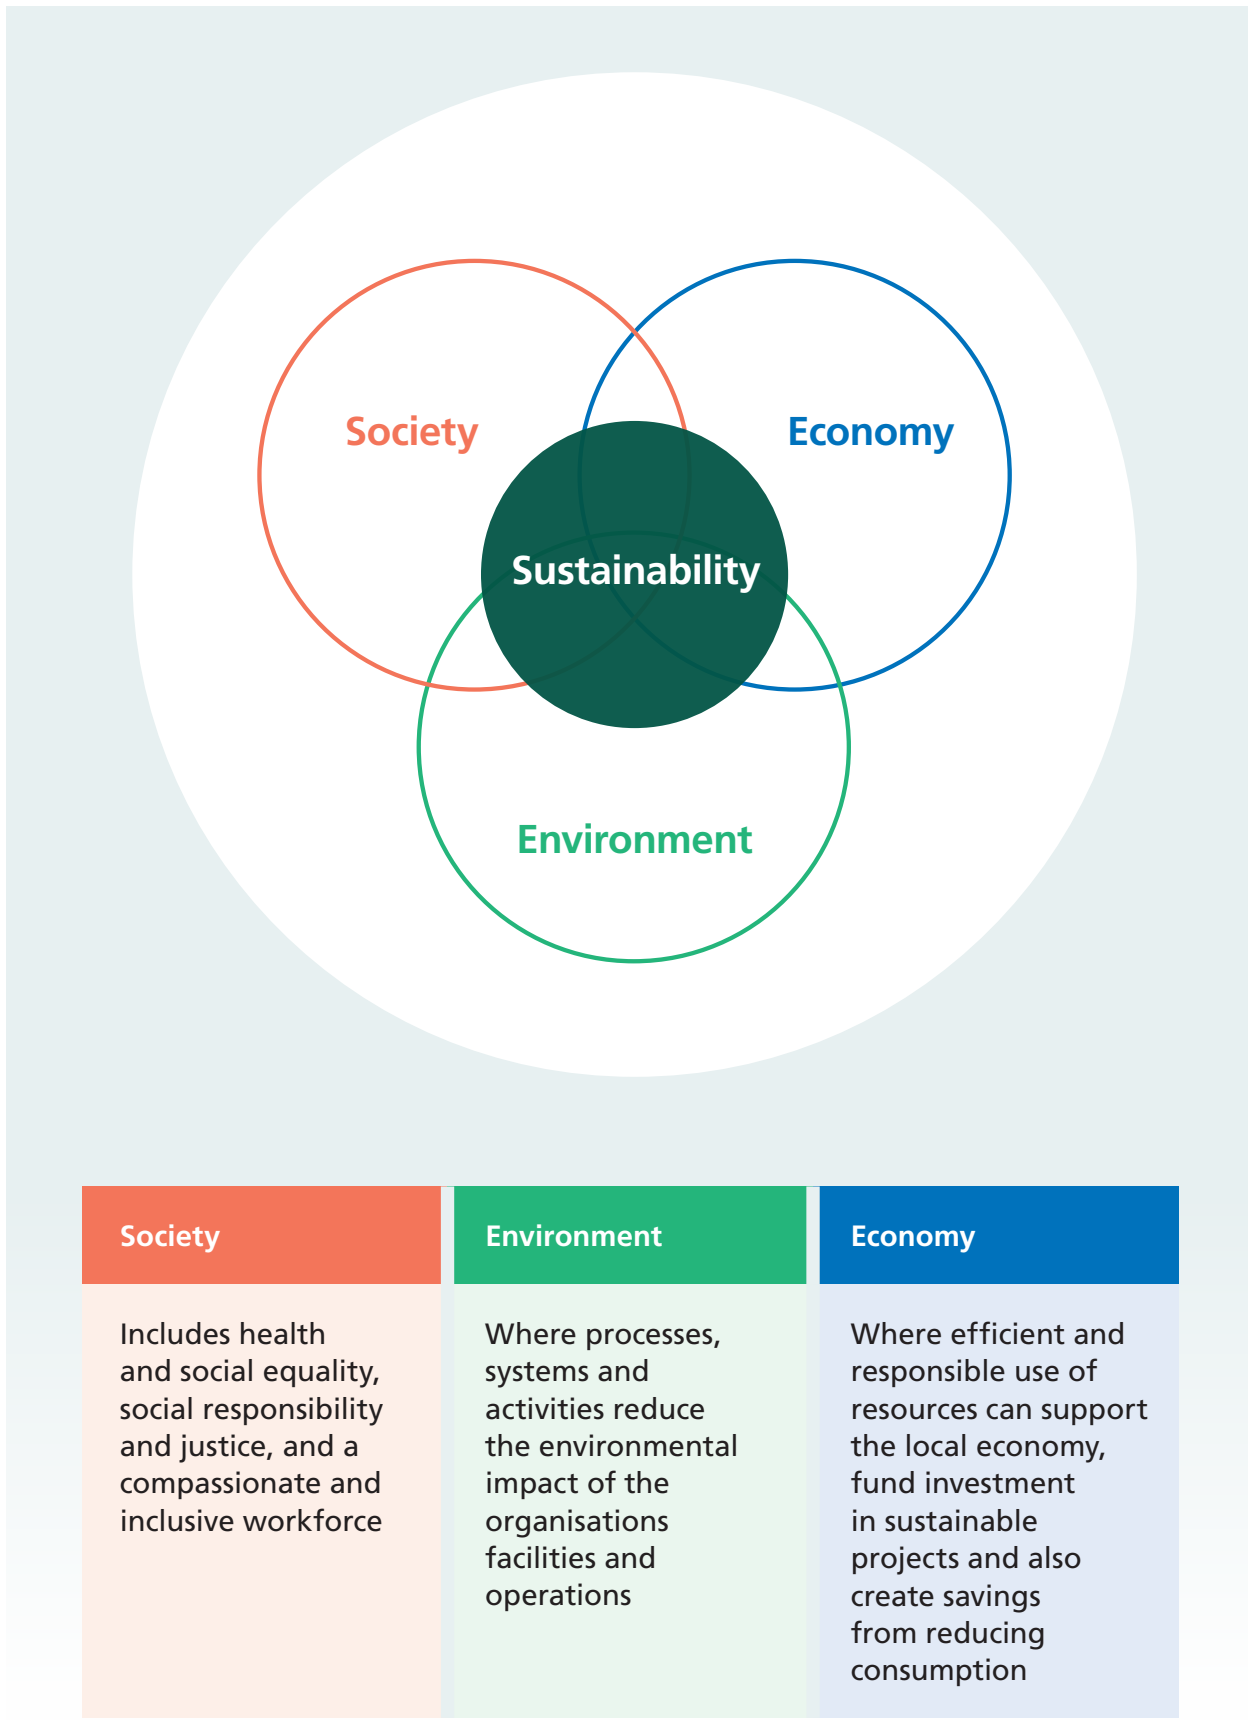 Society
Economy
Sustainability
Environment
Society
Includes health
and social equality,
social responsibility
and justice, and a
compassionate and
inclusive workforce
Environment
Where processes,
systems and
activities reduce
the environmental
impact of the
organisations
facilities and
operations
Economy
Where efficient and
responsible use of
resources can support
the local economy,
fund investment
in sustainable
projects and also
create savings
from reducing
consumption